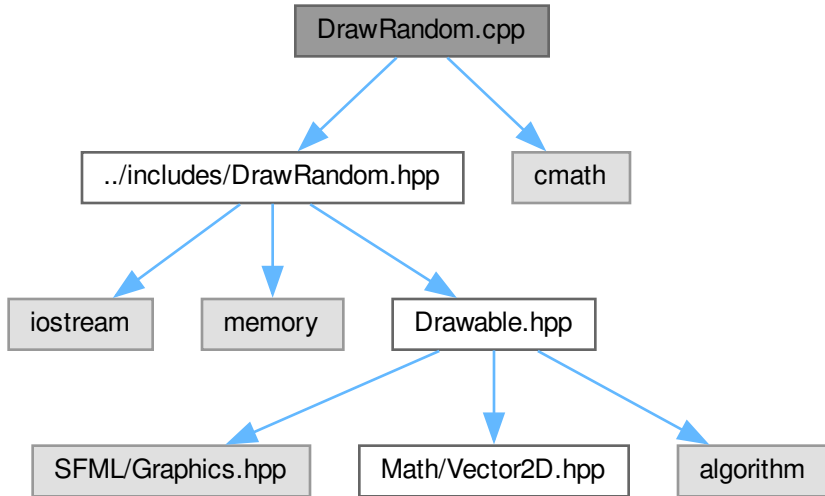 DrawRandom.cpp
../includes/DrawRandom.hpp
cmath
iostream
memory
Drawable.hpp
SFML/Graphics.hpp
Math/Vector2D.hpp
algorithm